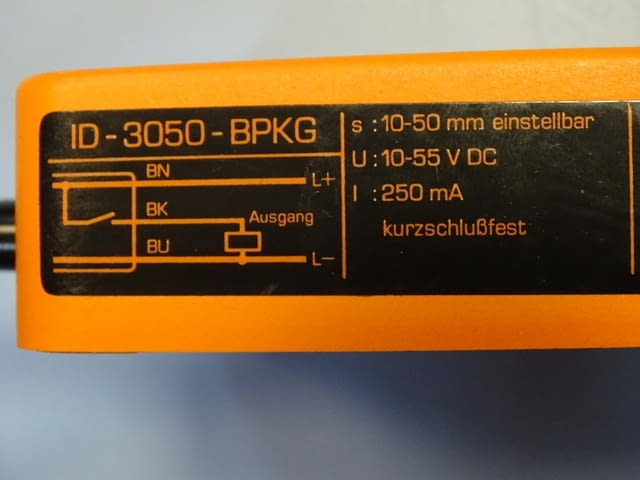 ID - 3050 - BPKG
BN
L+
BK
Ausgang
BU
L-
s : 10-50 mm einstellbar
U : 10-55 V DC
I : 250 mA
kurzschlußfest